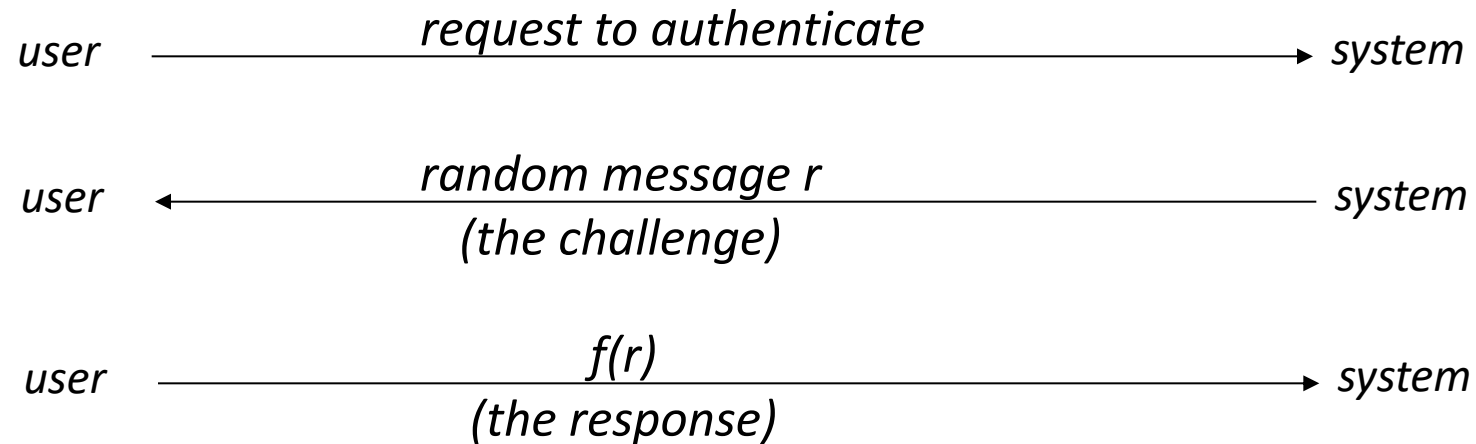 user request to authenticate system
user random message r system
(the challenge)
user f(r) system
(the response)